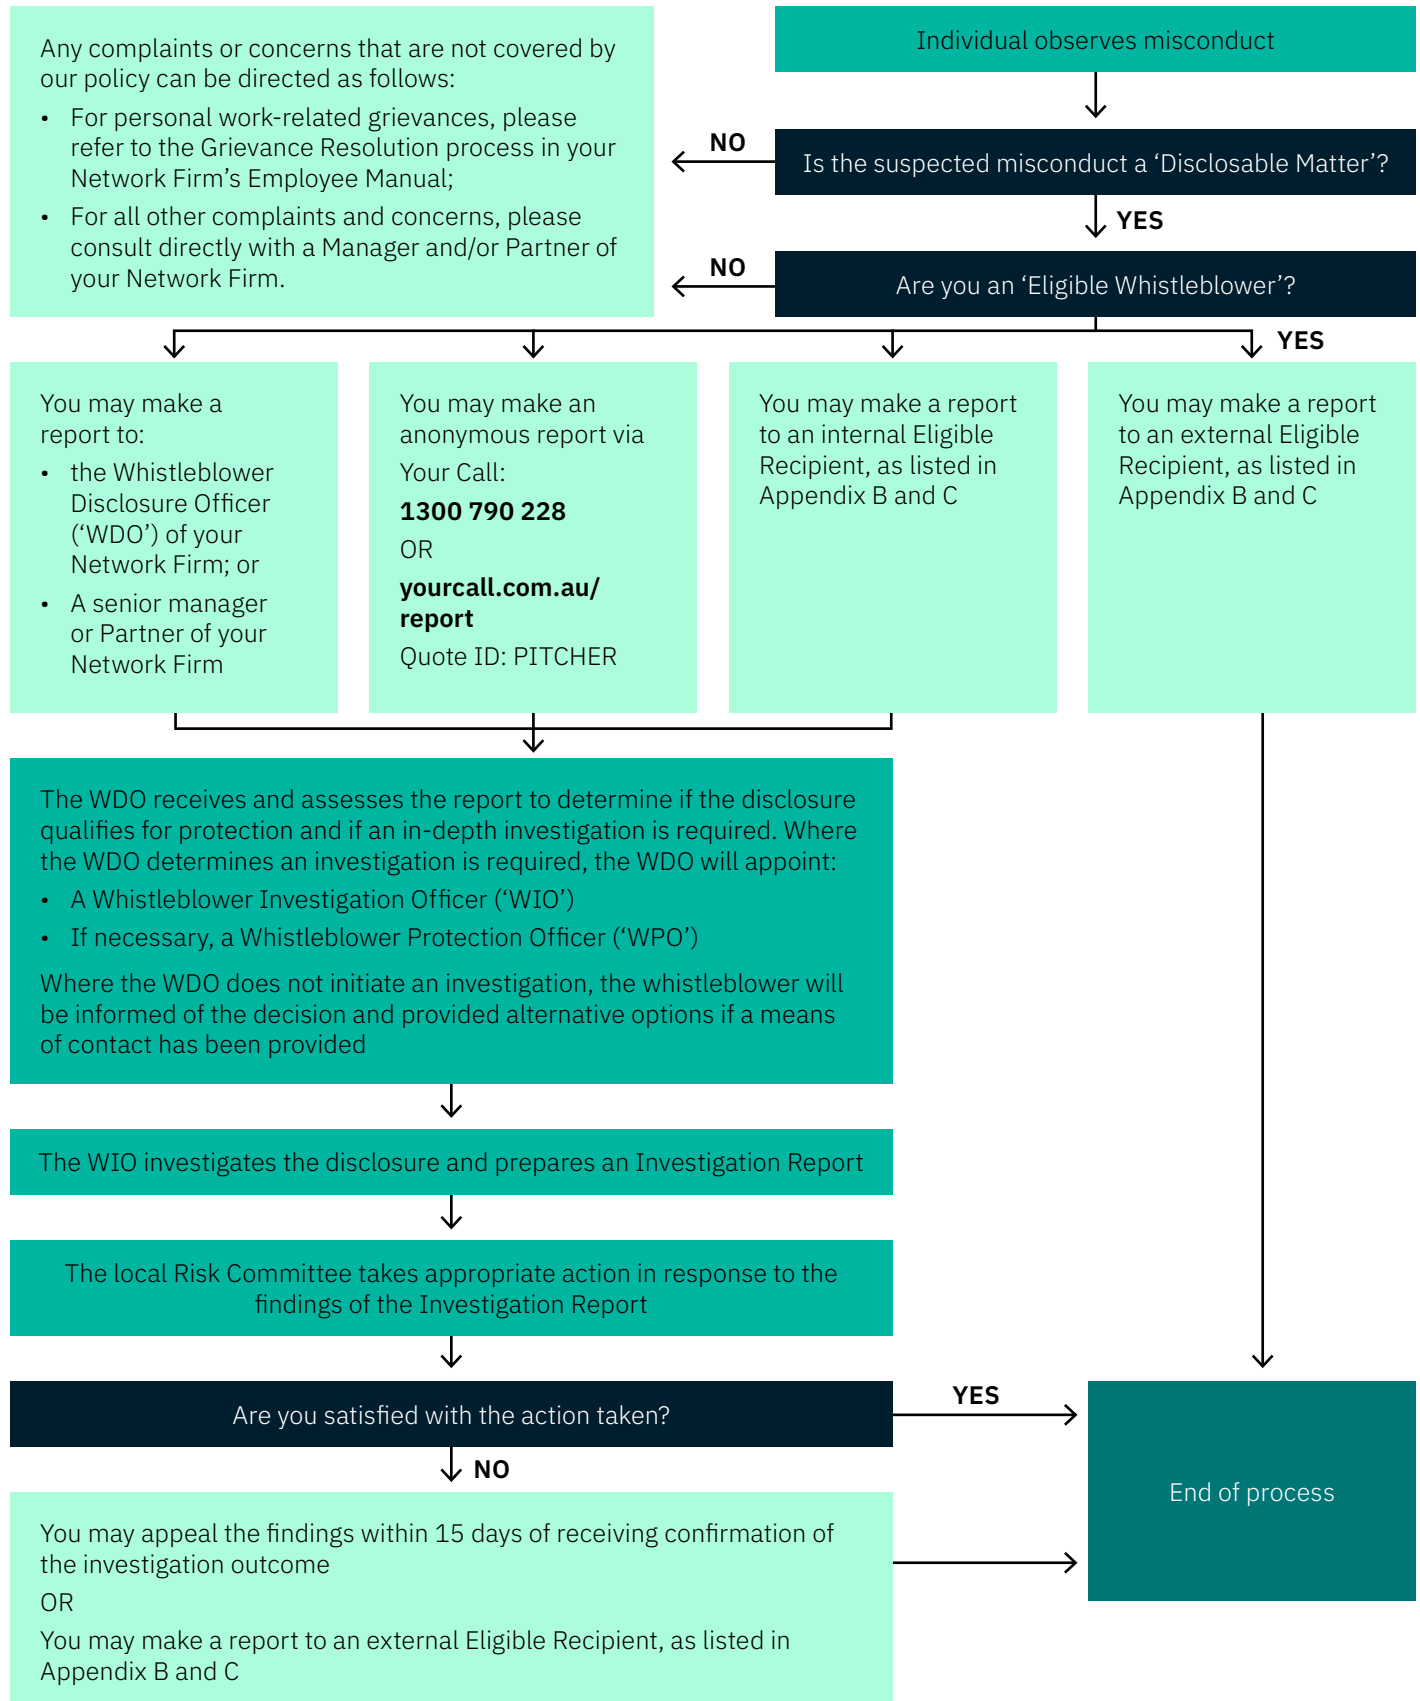 Any complaints or concerns that are not covered by
our policy can be directed as follows:
• For personal work-related grievances, please
refer to the Grievance Resolution process in your
Network Firm’s Employee Manual;
• For all other complaints and concerns, please
consult directly with a Manager and/or Partner of
your Network Firm.
Individual observes misconduct
NO
Is the suspected misconduct a ‘Disclosable Matter’?
YES
NO
Are you an ‘Eligible Whistleblower’?
YES
You may make a
report to:
• the Whistleblower
Disclosure Officer
(‘WDO’) of your
Network Firm; or
• A senior manager
or Partner of your
Network Firm
You may make an
anonymous report via
Your Call:
1300 790 228
OR
yourcall.com.au/
report
Quote ID: PITCHER
You may make a report
to an internal Eligible
Recipient, as listed in
Appendix B and C
You may make a report
to an external Eligible
Recipient, as listed in
Appendix B and C
The WDO receives and assesses the report to determine if the disclosure
qualifies for protection and if an in-depth investigation is required. Where
the WDO determines an investigation is required, the WDO will appoint:
• A Whistleblower Investigation Officer (‘WIO’)
• If necessary, a Whistleblower Protection Officer (‘WPO’)
Where the WDO does not initiate an investigation, the whistleblower will
be informed of the decision and provided alternative options if a means
of contact has been provided
The WIO investigates the disclosure and prepares an Investigation Report
The local Risk Committee takes appropriate action in response to the
findings of the Investigation Report
Are you satisfied with the action taken?
YES
NO
End of process
You may appeal the findings within 15 days of receiving confirmation of
the investigation outcome
OR
You may make a report to an external Eligible Recipient, as listed in
Appendix B and C